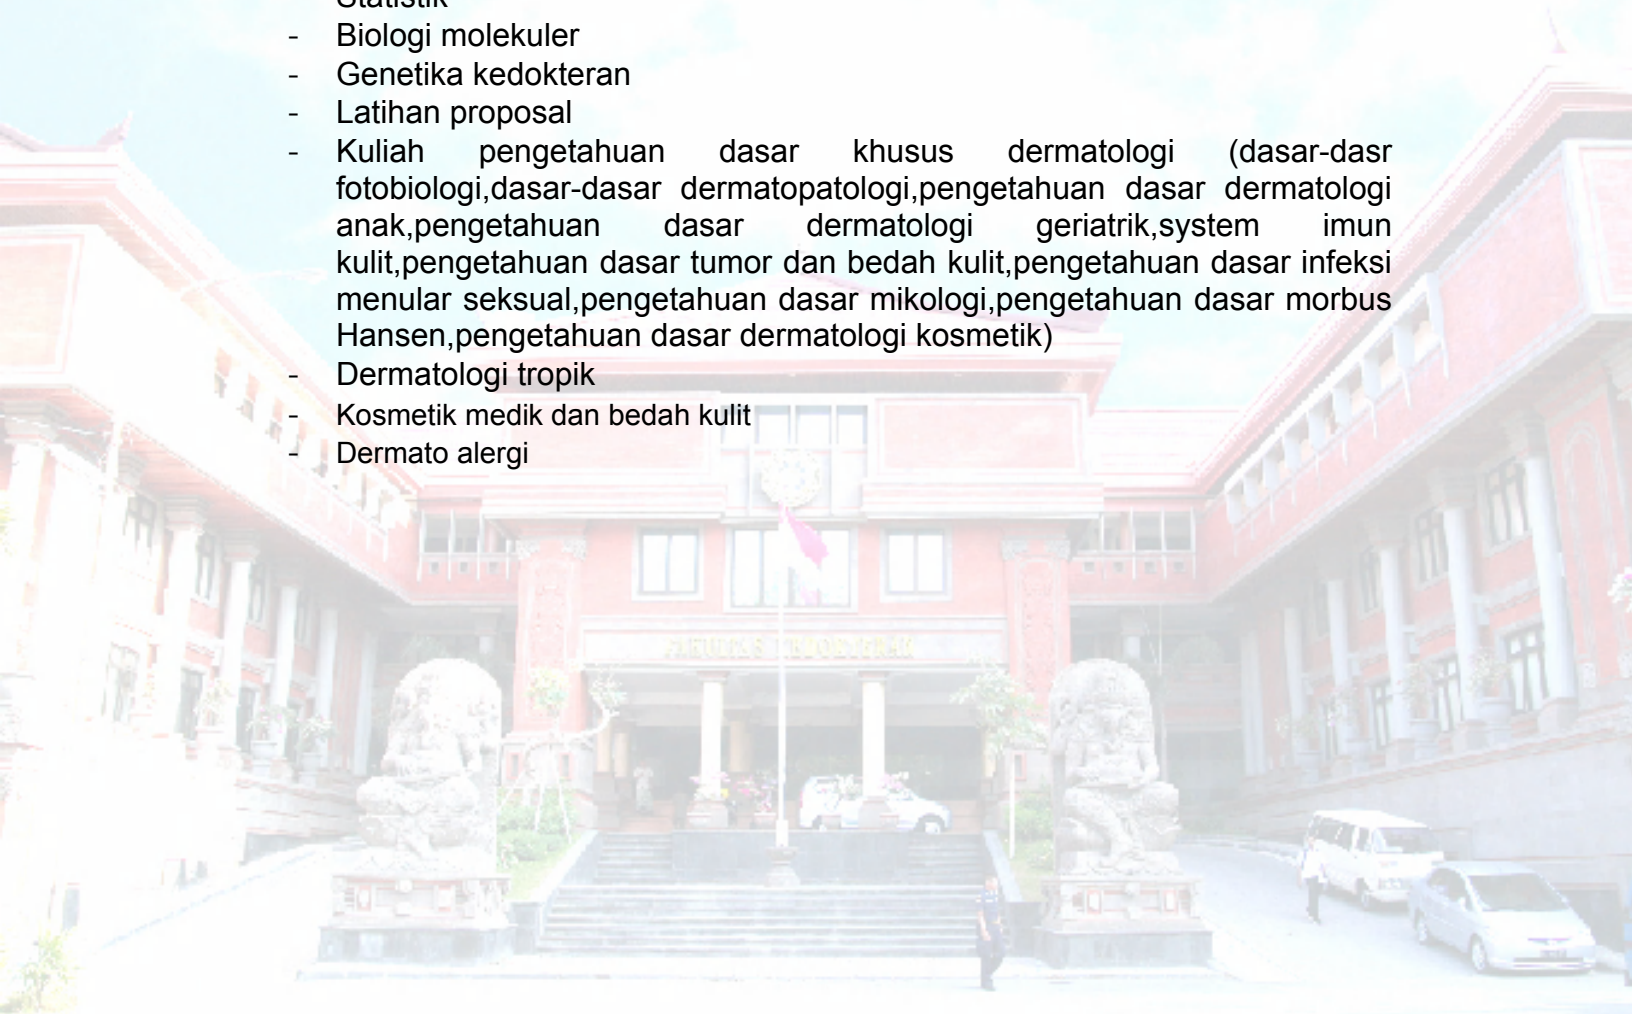 Statistik
- Biologi molekuler
- Genetika kedokteran
- Latihan proposal
- Kuliah pengetahuan dasar khusus dermatologi (dasar-dasr
fotobiologi,dasar-dasar dermatopatologi,pengetahuan dasar dermatologi
anak,pengetahuan dasar dermatologi geriatrik,system imun
kulit,pengetahuan dasar tumor dan bedah kulit,pengetahuan dasar infeksi
menular seksual,pengetahuan dasar mikologi,pengetahuan dasar morbus
Hansen,pengetahuan dasar dermatologi kosmetik)
- Dermatologi tropik
- Kosmetik medik dan bedah kulit
- Dermato alergi
FAKULTAS KEDOKTERAN